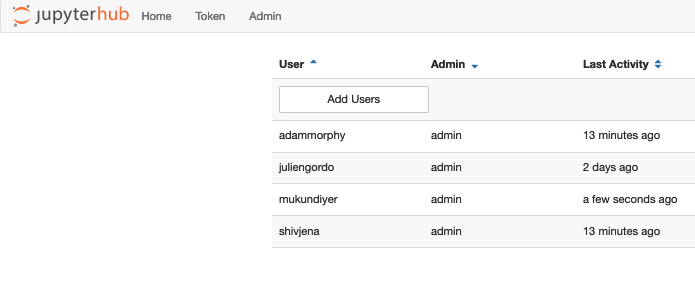 jupyterhub Home Token Admin
User Admin Last Activity
Add Users
adammorphy admin 13 minutes ago
juliengordo admin 2 days ago
mukundiyer admin a few seconds ago
shivjena admin 13 minutes ago